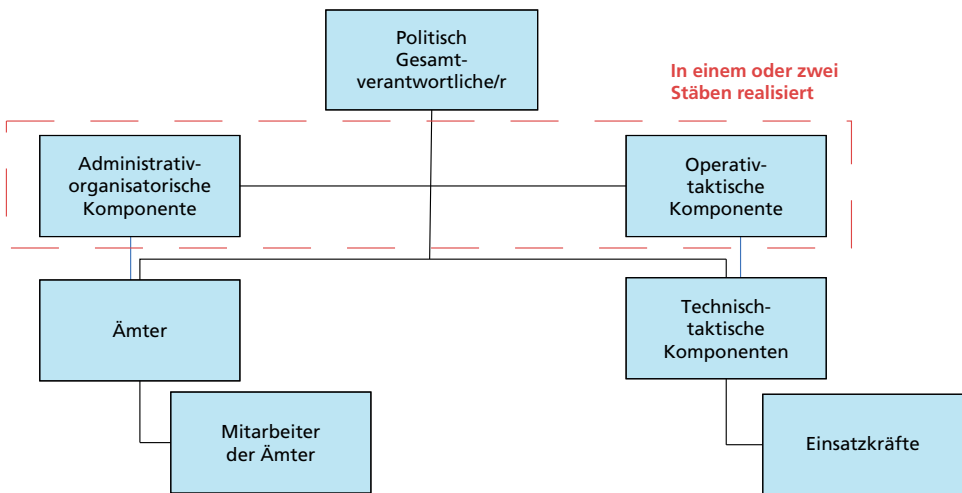 Politisch
Gesamt-
verantwortliche/r
In einem oder zwei
Stäben realisiert
Administrativ-
organisatorische
Komponente
Operativ-
taktische
Komponente
Ämter
Technisch-
taktische
Komponenten
Mitarbeiter
der Ämter
Einsatzkräfte